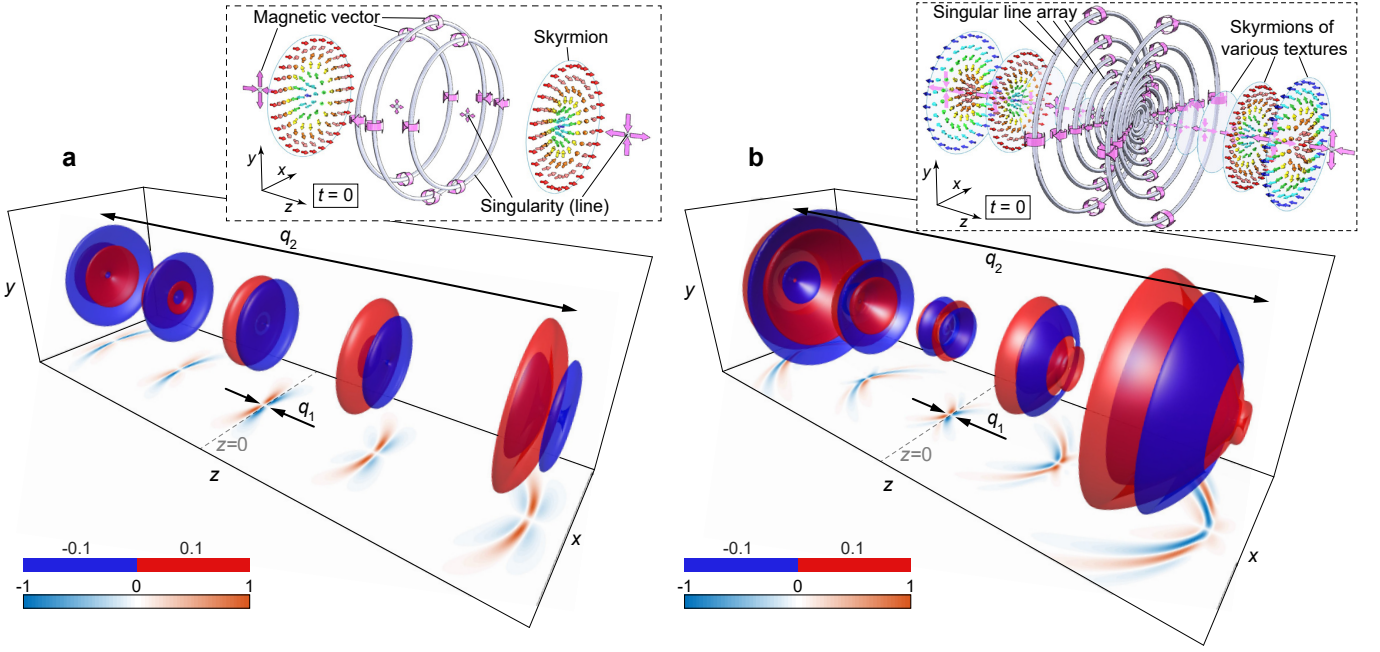 a
Magnetic vector
Skyrmion
Singularity (line)
y
x
z
t = 0
q2
y
q1
z=0
z
x
-0.1 0.1
-1 0 1
b
Singular line array
Skyrmions of
various textures
y
x
z
t = 0
q2
y
q1
z=0
z
x
-0.1 0.1
-1 0 1